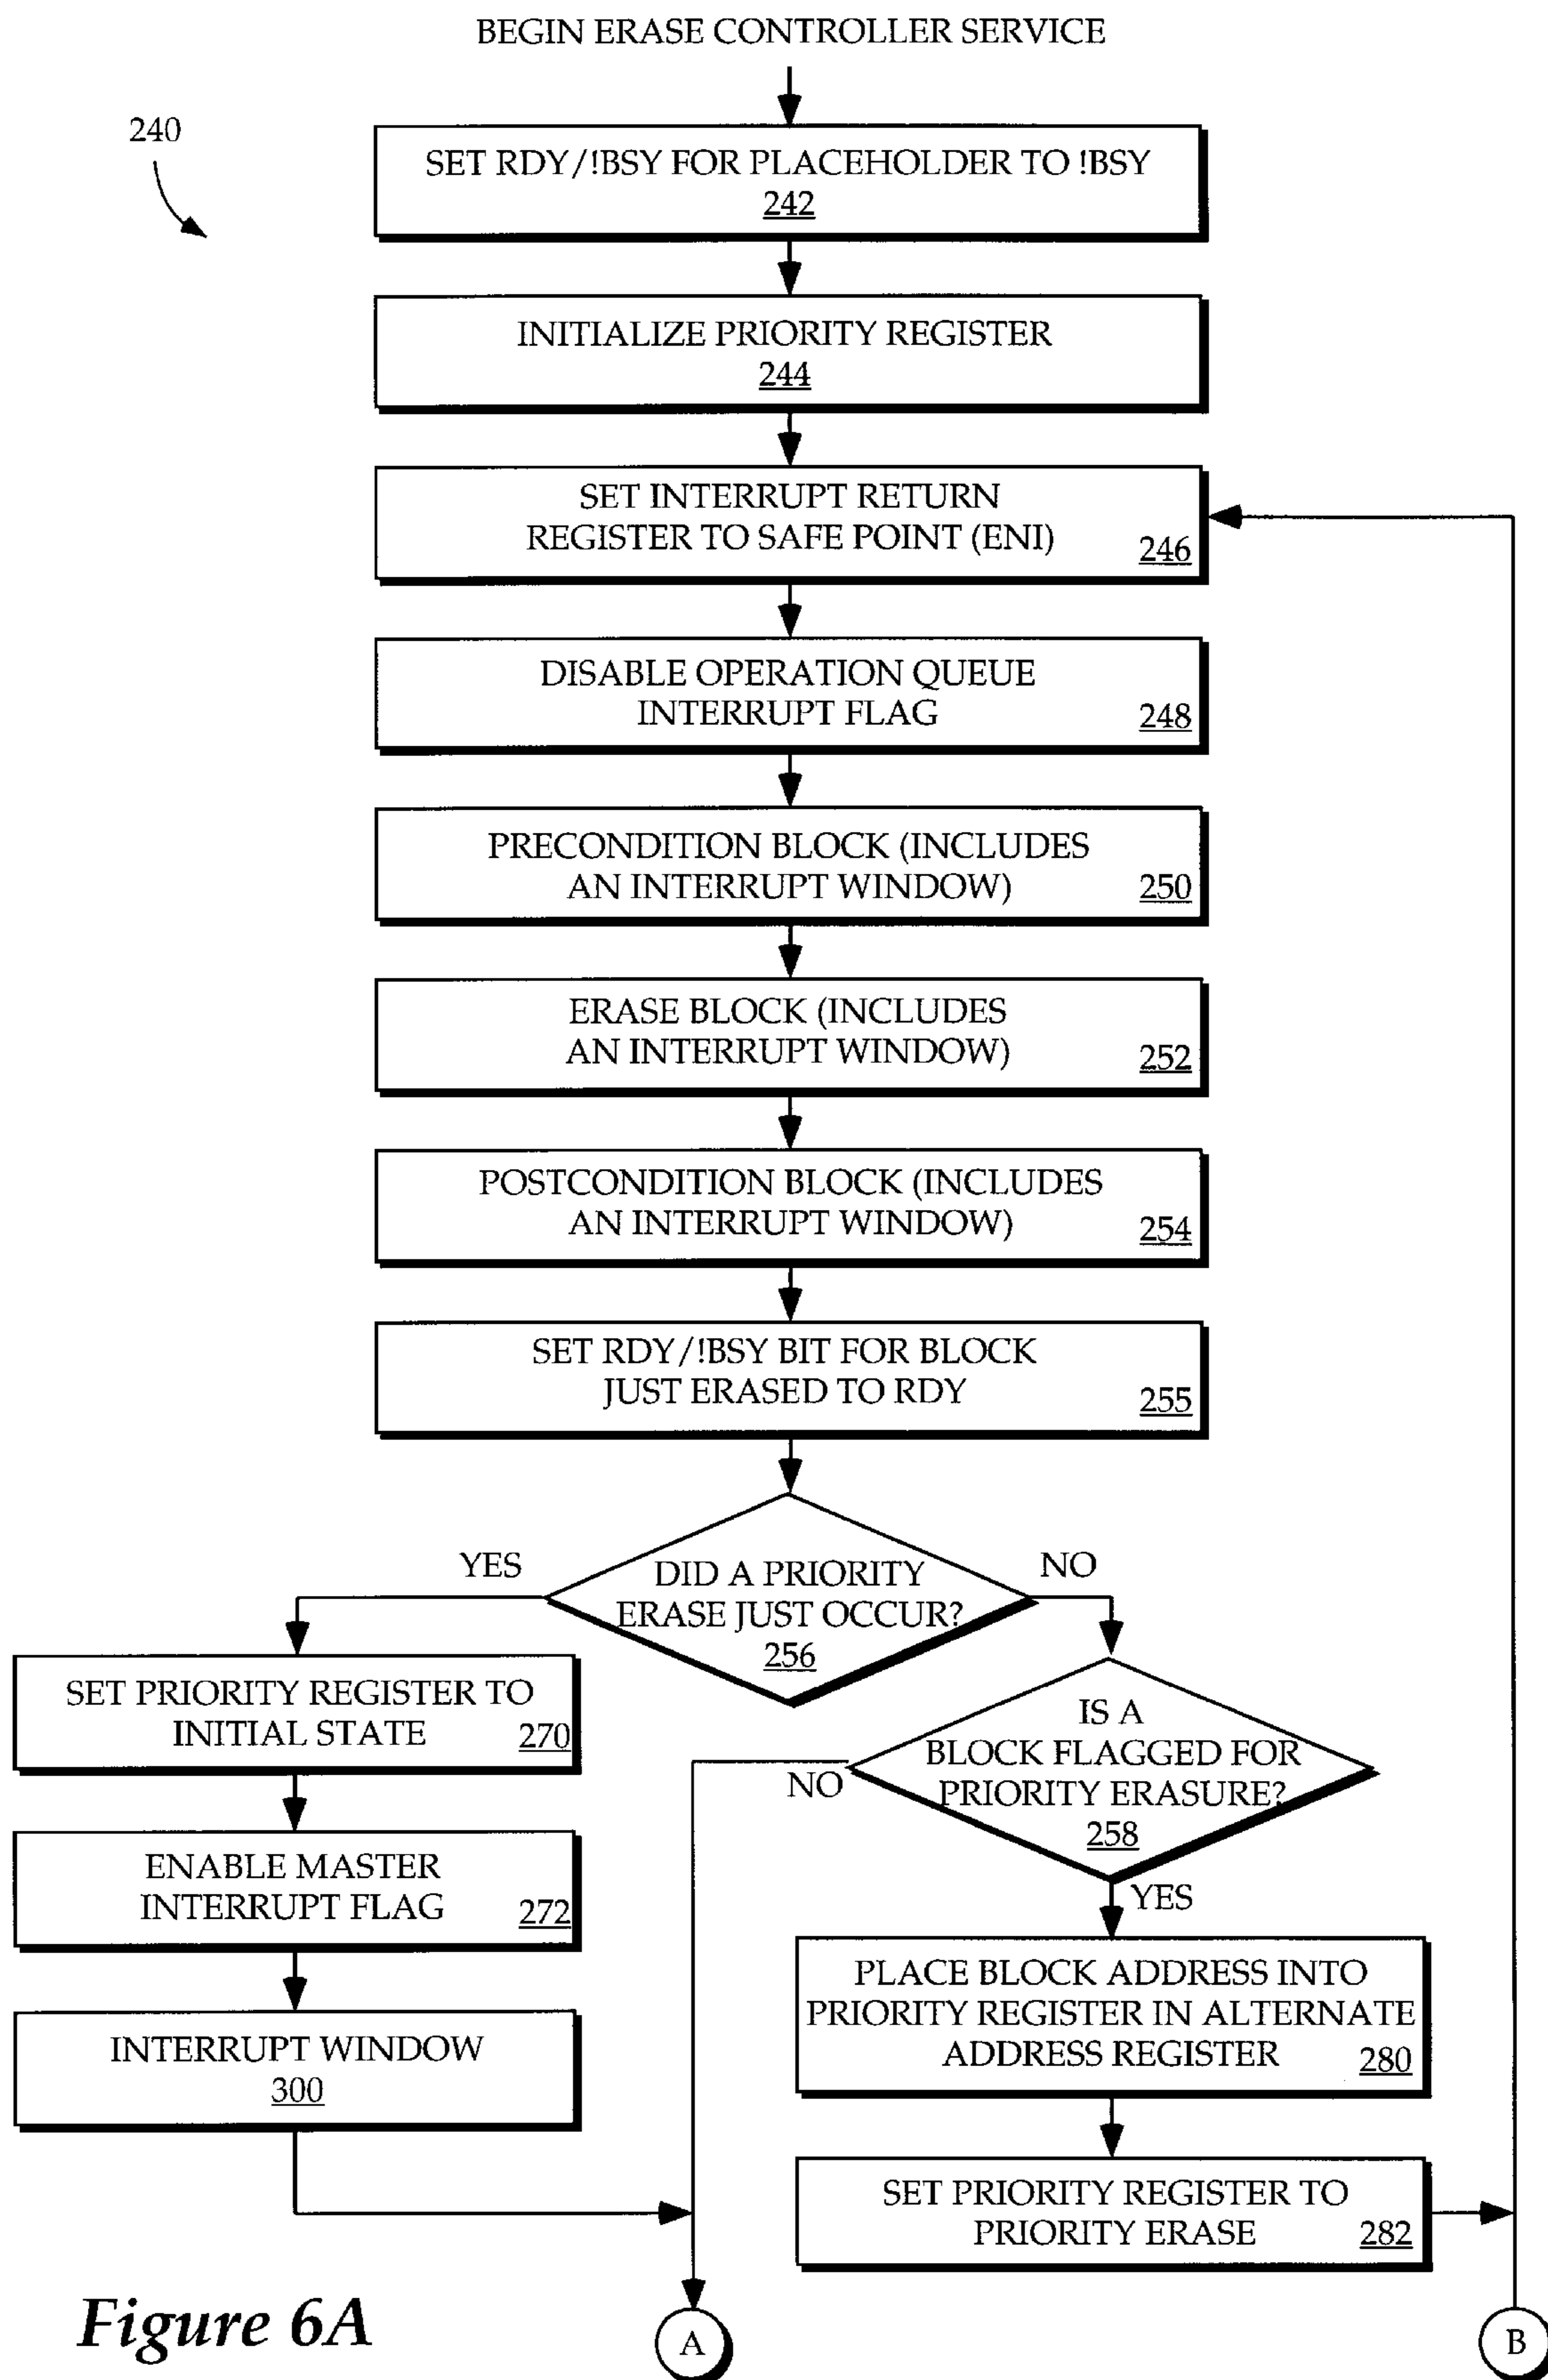 BEGIN ERASE CONTROLLER SERVICE
240
SET RDY/!BSY FOR PLACEHOLDER TO !BSY
242
INITIALIZE PRIORITY REGISTER
244
SET INTERRUPT RETURN
REGISTER TO SAFE POINT (ENI)
246
DISABLE OPERATION QUEUE
INTERRUPT FLAG
248
PRECONDITION BLOCK (INCLUDES
AN INTERRUPT WINDOW)
250
ERASE BLOCK (INCLUDES
AN INTERRUPT WINDOW)
252
POSTCONDITION BLOCK (INCLUDES
AN INTERRUPT WINDOW)
254
SET RDY/!BSY BIT FOR BLOCK
JUST ERASED TO RDY
255
YES
NO
DID A PRIORITY
ERASE JUST OCCUR?
256
SET PRIORITY REGISTER TO
INITIAL STATE
270
ENABLE MASTER
INTERRUPT FLAG
272
INTERRUPT WINDOW
300
IS A
BLOCK FLAGGED FOR
PRIORITY ERASURE?
258
NO
YES
PLACE BLOCK ADDRESS INTO
PRIORITY REGISTER IN ALTERNATE
ADDRESS REGISTER
280
SET PRIORITY REGISTER TO
PRIORITY ERASE
282
Figure 6A
A
B